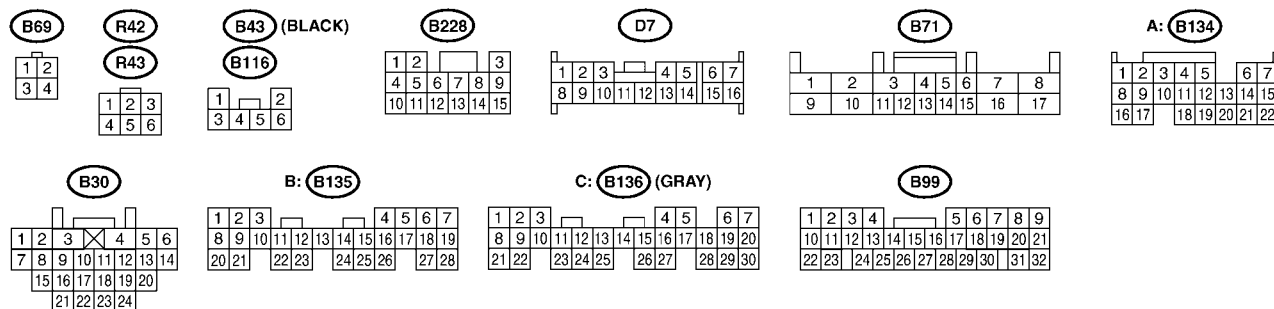 B69 R42 B43 (BLACK) B228 D7 B71 A: B134
R43 B116
1 2
3 4
1 2 3
4 5 6
1 2
3 4 5 6
1 2 3
4 5 6 7 8 9
10 11 12 13 14 15
1 2 3 4 5 6 7
8 9 10 11 12 13 14 15 16
1 2 3 4 5 6 7 8
9 10 11 12 13 14 15 16 17
1 2 3 4 5 6 7
8 9 10 11 12 13 14 15
16 17 18 19 20 21 22
B30 B: B135 C: B136 (GRAY) B99
1 2 3 4 5 6
7 8 9 10 11 12 13 14
15 16 17 18 19 20
21 22 23 24
1 2 3 4 5 6 7
8 9 10 11 12 13 14 15 16 17 18 19
20 21 22 23 24 25 26 27 28
1 2 3 4 5 6 7
8 9 10 11 12 13 14 15 16 17 18 19 20
21 22 23 24 25 26 27 28 29 30
1 2 3 4 5 6 7 8 9
10 11 12 13 14 15 16 17 18 19 20 21
22 23 24 25 26 27 28 29 30 31 32